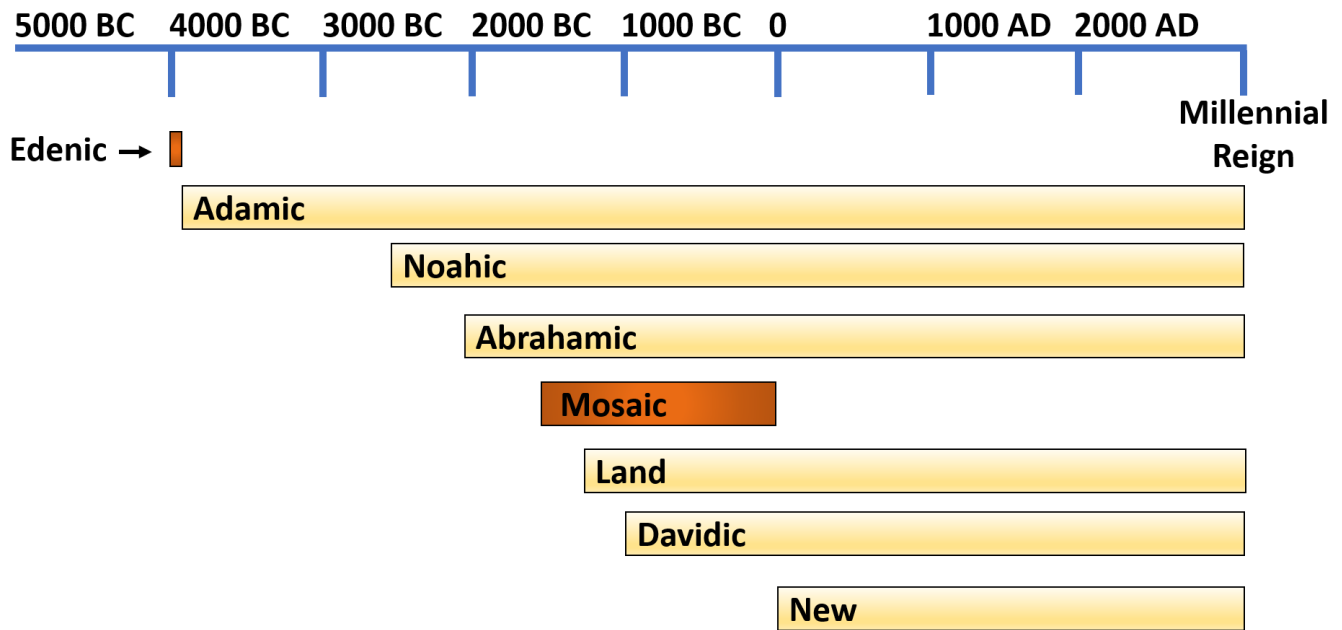 5000 BC 4000 BC 3000 BC 2000 BC 1000 BC 0 1000 AD 2000 AD
Millennial
Reign
Edenic →
Adamic
Noahic
Abrahamic
Mosaic
Land
Davidic
New